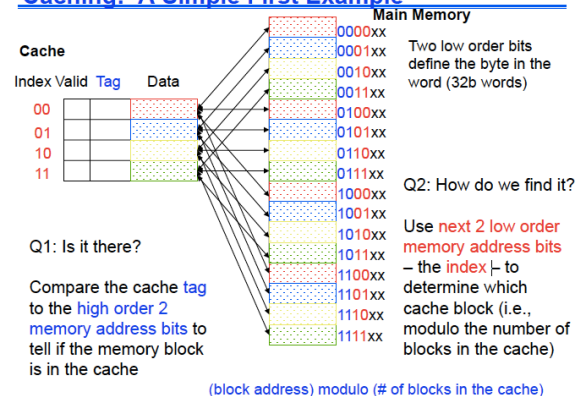 Caching: A Simple First Example
Main Memory
Cache
Index Valid Tag Data
00
01
10
11
0000xx
0001xx
0010xx
0011xx
0100xx
0101xx
0110xx
0111xx
1000xx
1001xx
1010xx
1011xx
1100xx
1101xx
1110xx
1111xx
Two low order bits
define the byte in the
word (32b words)
Q2: How do we find it?
Use next 2 low order
memory address bits
– the index – to
determine which
cache block (i.e.,
modulo the number of
blocks in the cache)
Q1: Is it there?
Compare the cache tag
to the high order 2
memory address bits to
tell if the memory block
is in the cache
(block address) modulo (# of blocks in the cache)